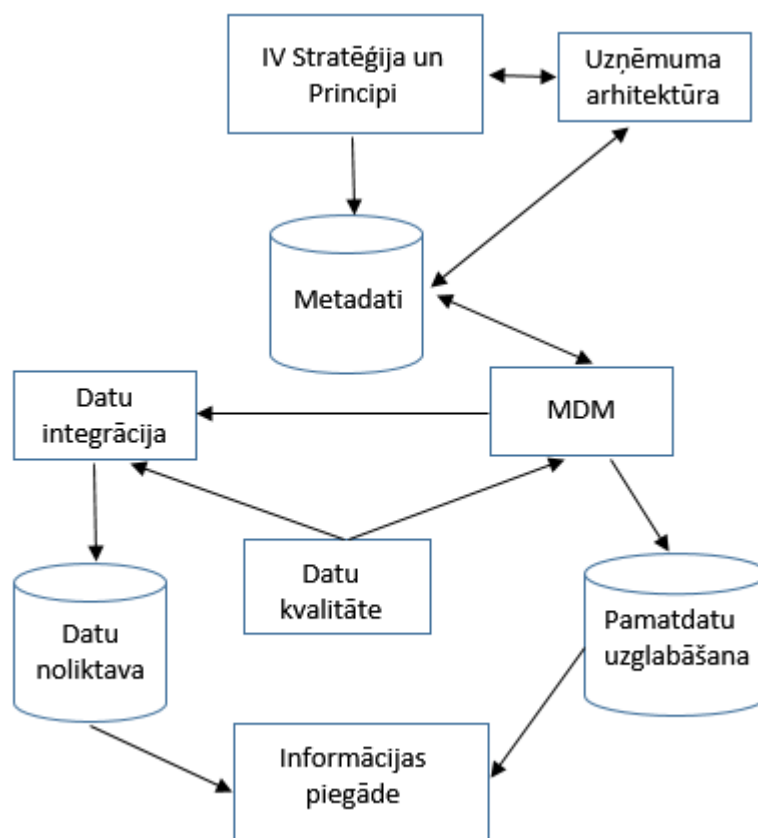 IV Stratēģija un
Principi
Uzņēmuma
arhitektūra
Metadati
Datu
integrācija
MDM
Datu
kvalitāte
Datu
noliktava
Pamatdatu
uzglabāšana
Informācijas
piegāde